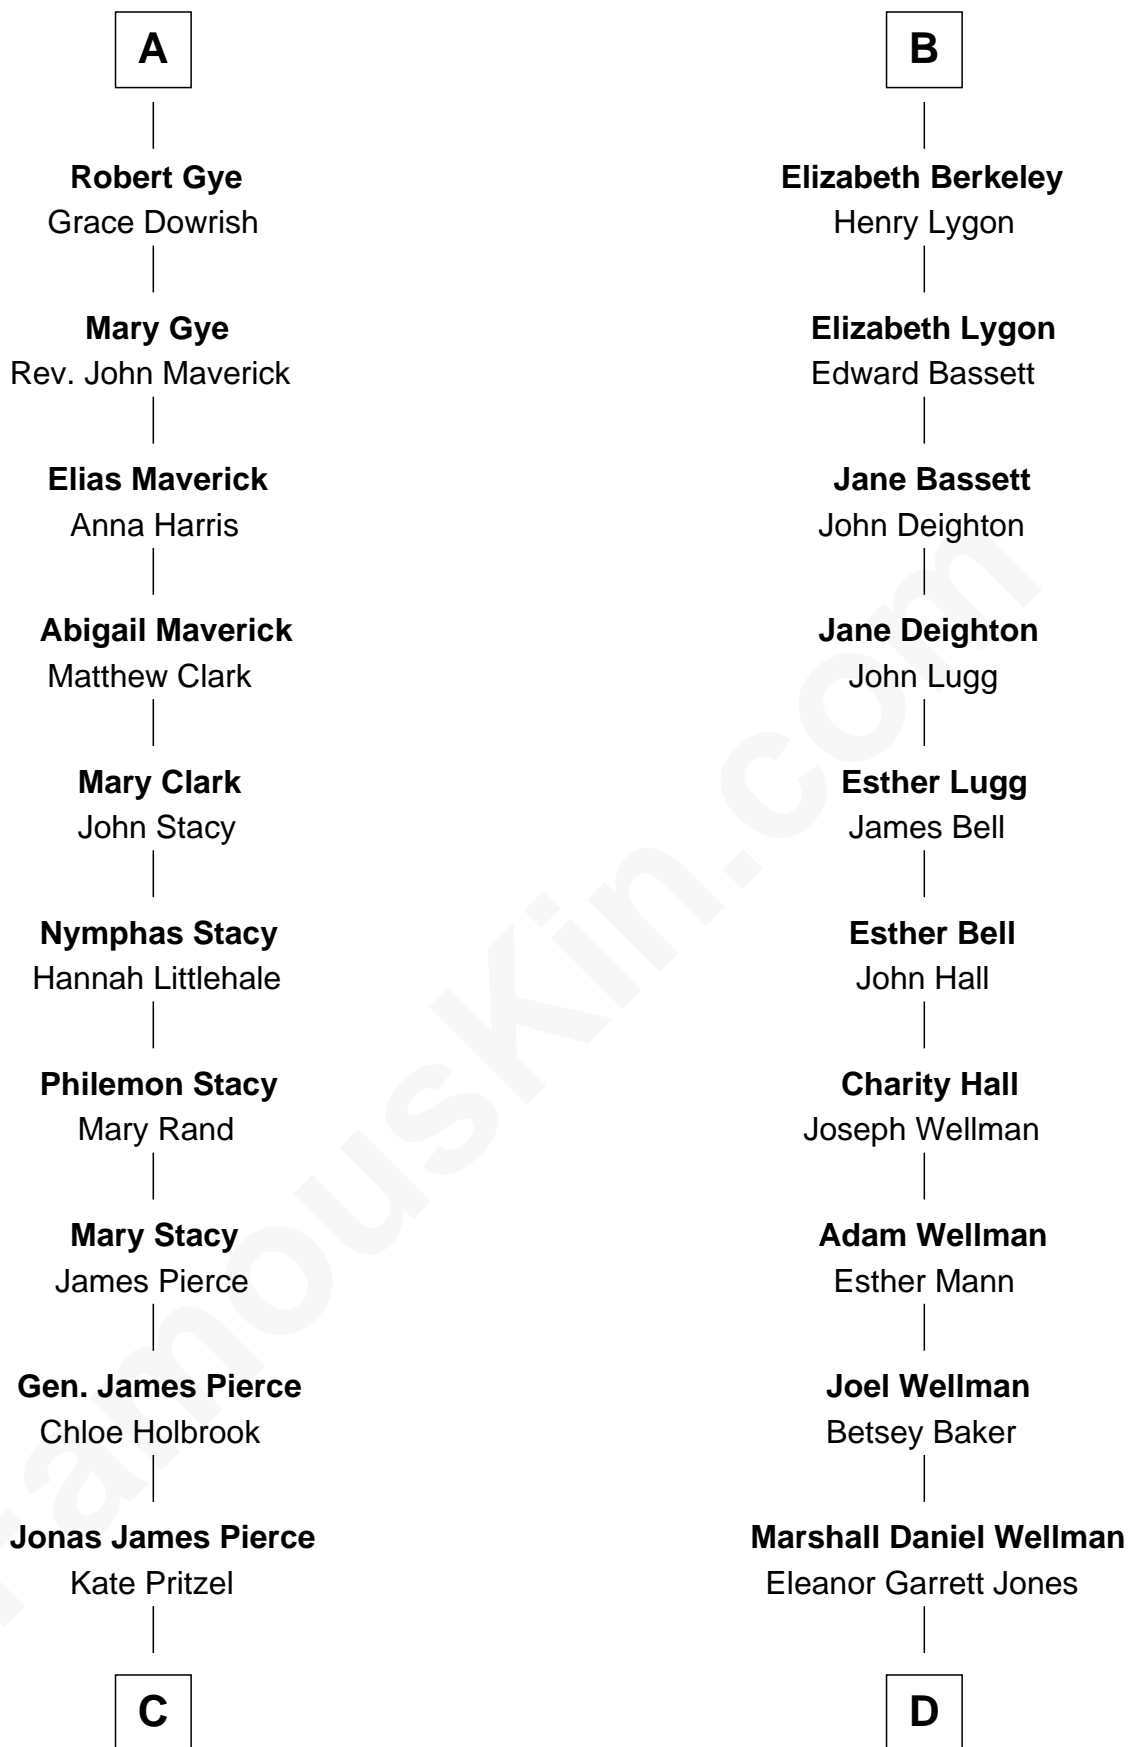 A
Robert Gye
Grace Dowrish
Mary Gye
Rev. John Maverick
Elias Maverick
Anna Harris
Abigail Maverick
Matthew Clark
Mary Clark
John Stacy
Nymphas Stacy
Hannah Littlehale
Philemon Stacy
Mary Rand
Mary Stacy
James Pierce
Gen. James Pierce
Chloe Holbrook
Jonas James Pierce
Kate Pritzel
C
B
Elizabeth Berkeley
Henry Lygon
Elizabeth Lygon
Edward Bassett
Jane Bassett
John Deighton
Jane Deighton
John Lugg
Esther Lugg
James Bell
Esther Bell
John Hall
Charity Hall
Joseph Wellman
Adam Wellman
Esther Mann
Joel Wellman
Betsey Baker
Marshall Daniel Wellman
Eleanor Garrett Jones
D
FamousKin.com